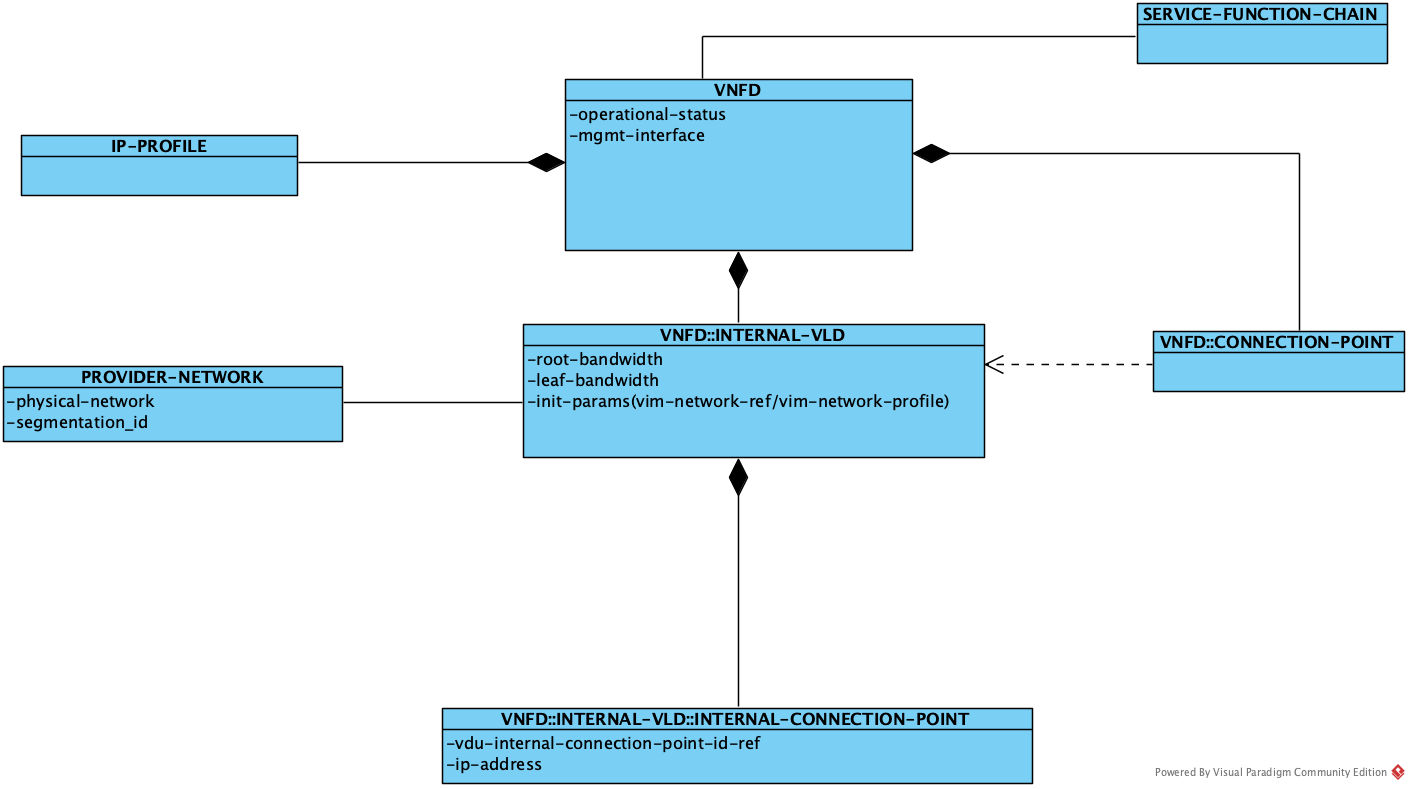 SERVICE-FUNCTION-CHAIN
VNFD
-operational-status
-mgmt-interface
IP-PROFILE
VNFD::INTERNAL-VLD
-root-bandwidth
-leaf-bandwidth
-init-params(vim-network-ref/vim-network-profile)
VNFD::CONNECTION-POINT
PROVIDER-NETWORK
-physical-network
-segmentation_id
VNFD::INTERNAL-VLD::INTERNAL-CONNECTION-POINT
-vdu-internal-connection-point-id-ref
-ip-address
Powered By Visual Paradigm Community Edition